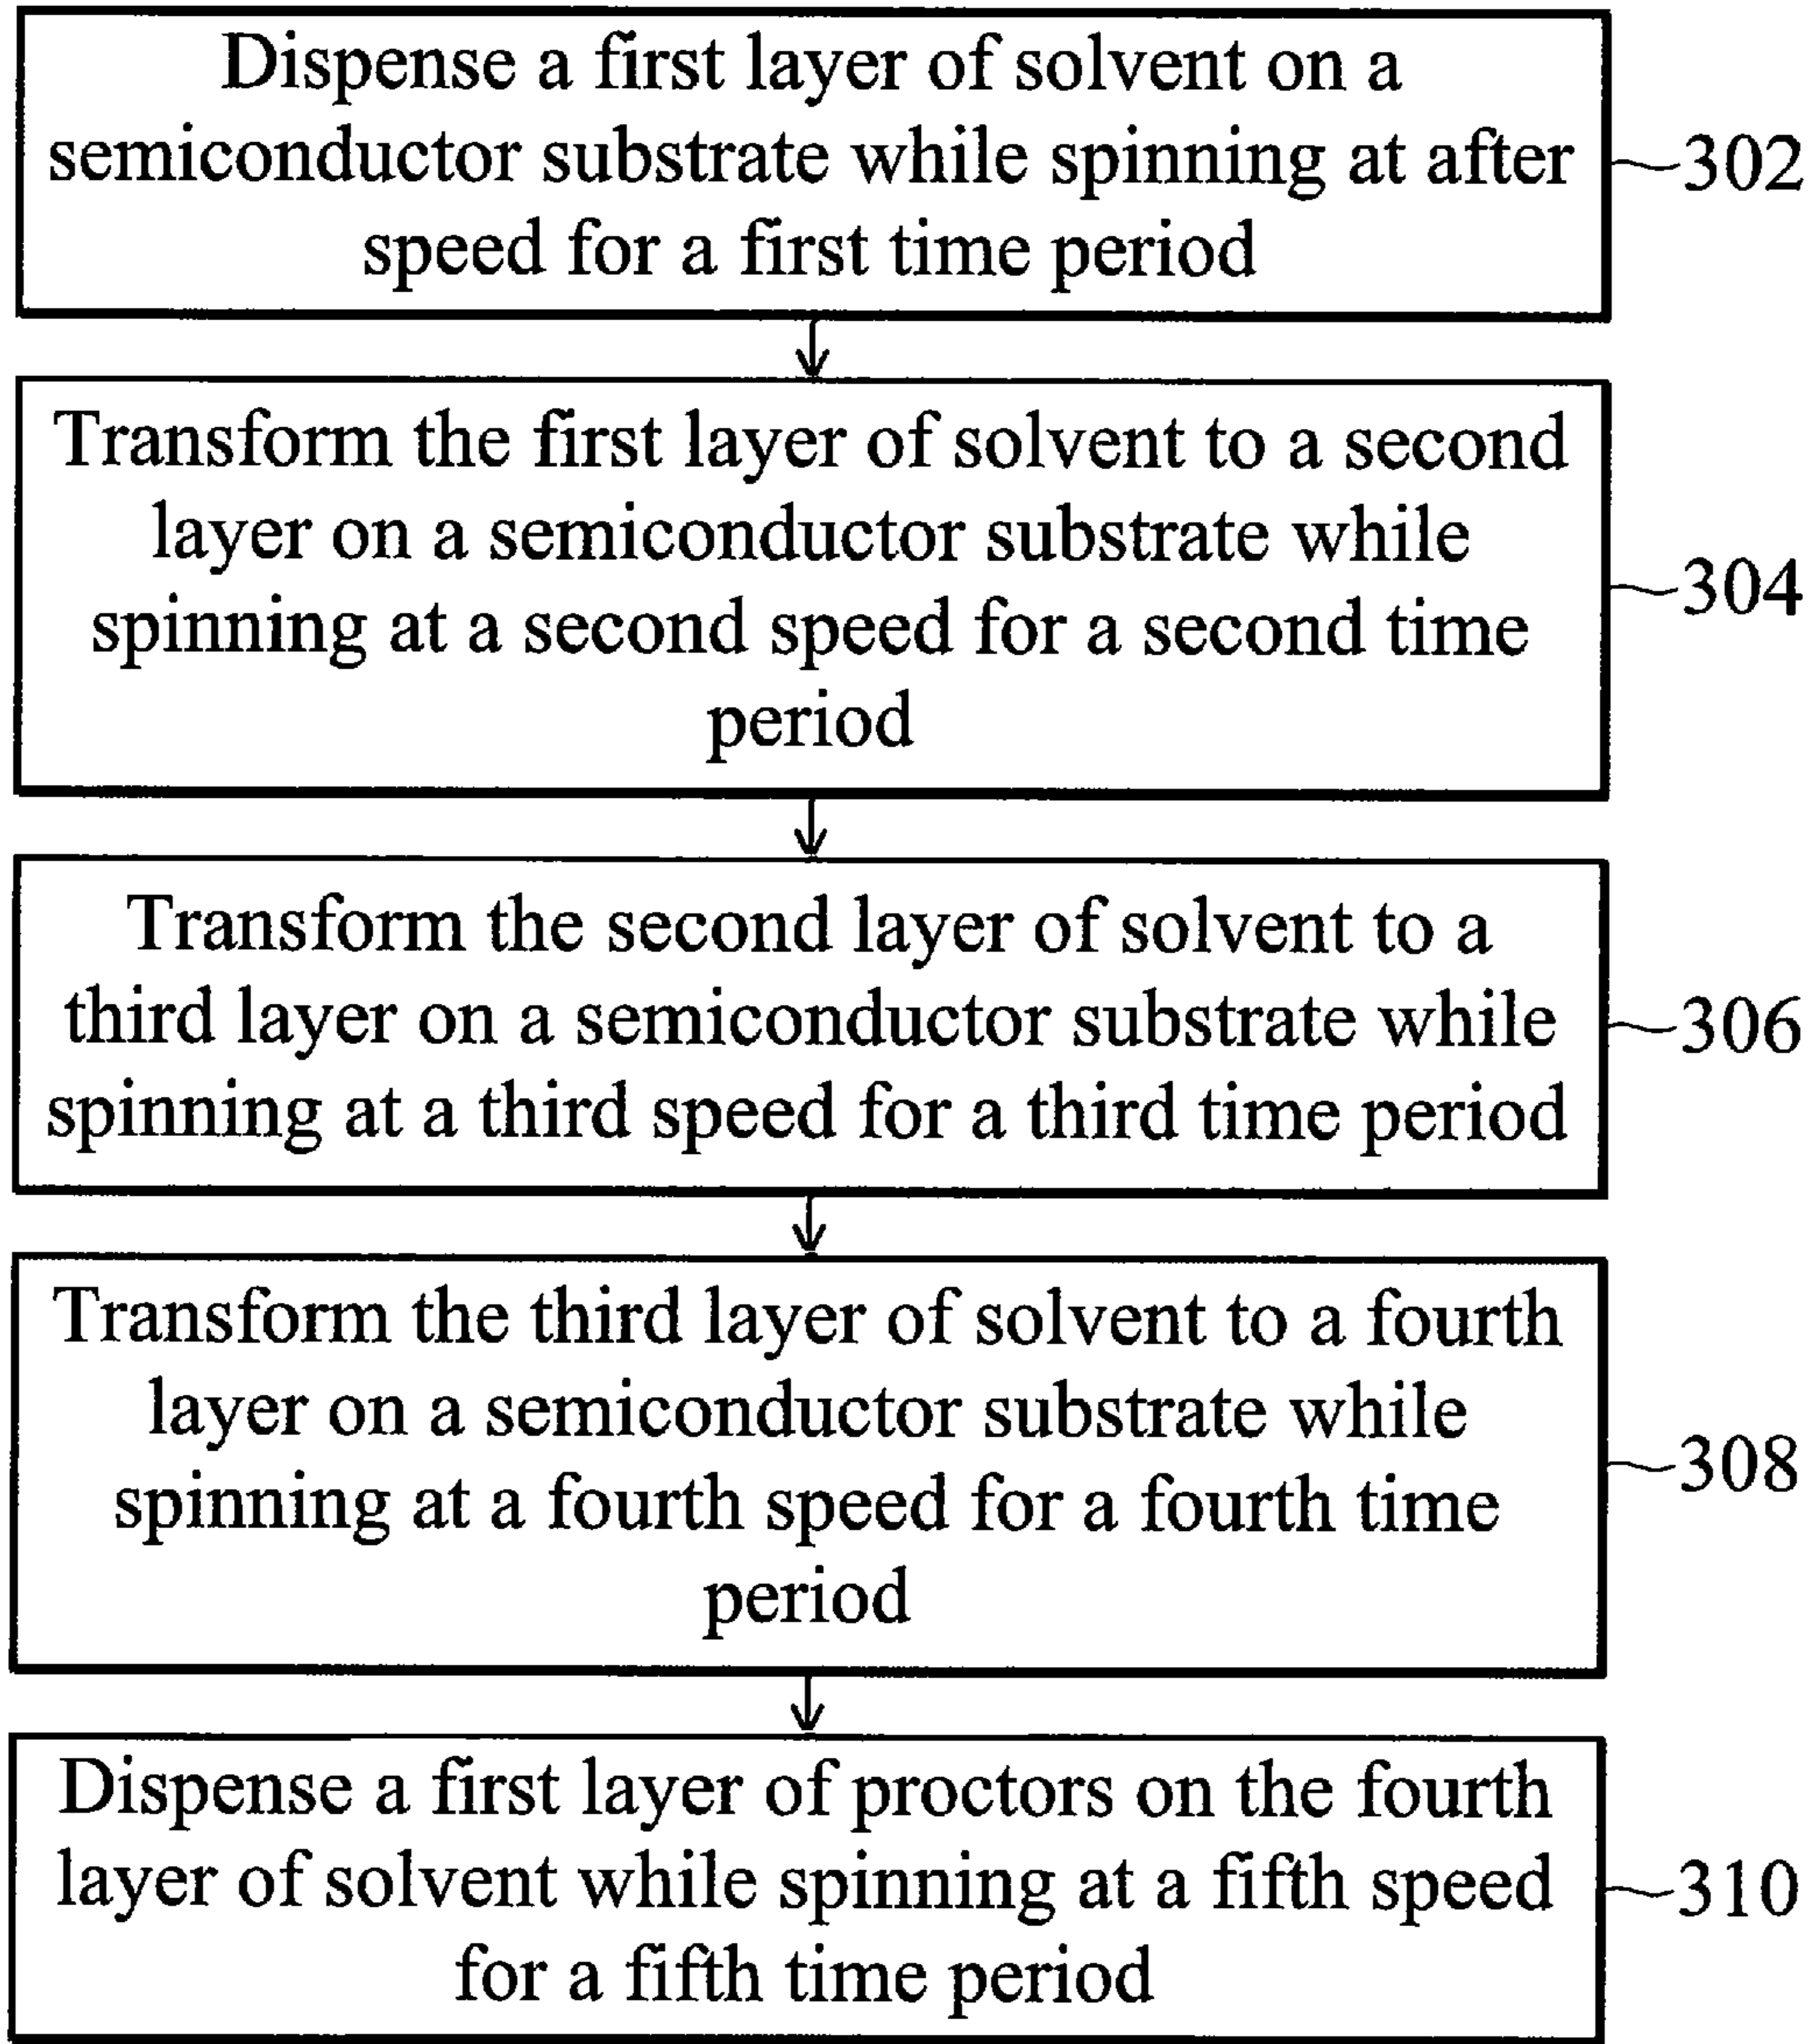 Dispense a first layer of solvent on a
semiconductor substrate while spinning at after
speed for a first time period
302
Transform the first layer of solvent to a second
layer on a semiconductor substrate while
spinning at a second speed for a second time
period
304
Transform the second layer of solvent to a
third layer on a semiconductor substrate while
spinning at a third speed for a third time period
306
Transform the third layer of solvent to a fourth
layer on a semiconductor substrate while
spinning at a fourth speed for a fourth time
period
308
Dispense a first layer of proctors on the fourth
layer of solvent while spinning at a fifth speed
for a fifth time period
310